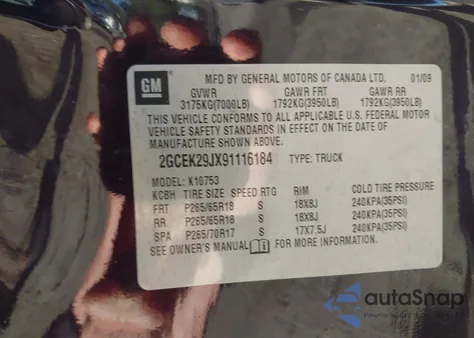 GM MFD BY GENERAL MOTORS OF CANADA LTD. 01/09
GVWR GAWR FRT GAWR RR
3175KG(7000LB) 1792KG(3950LB) 1792KG(3950LB)
THIS VEHICLE CONFORMS TO ALL APPLICABLE U.S. FEDERAL MOTOR
VEHICLE SAFETY STANDARDS IN EFFECT ON THE DATE OF
MANUFACTURE SHOWN ABOVE.
2GCEK29JX91116184 TYPE: TRUCK
MODEL: K10753
KCBH TIRE SIZE SPEED RTG RIM COLD TIRE PRESSURE
FRT P265/65R18 S 18X8J 240KPA(35PSI)
RR P265/65R18 S 18X8J 240KPA(35PSI)
SPA P265/70R17 S 17X7.5J 240KPA(35PSI)
SEE OWNER'S MANUAL FOR MORE INFORMATION.
autaSnap